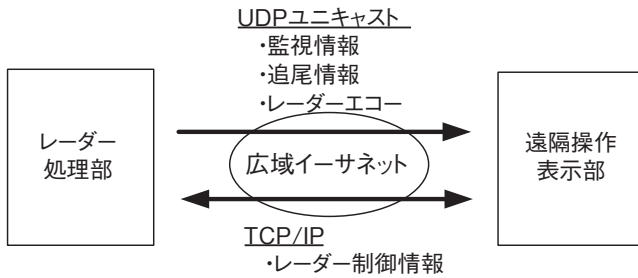 UDPユニキャスト
・監視情報
・追尾情報
・レーダーエコー
レーダー
処理部
広域イーサネット
遠隔操作
表示部
TCP/IP
・レーダー制御情報